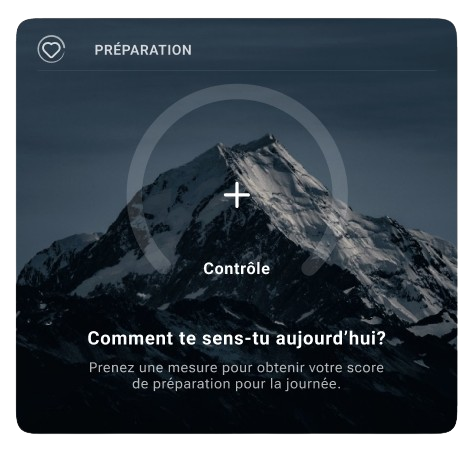 PRÉPARATION
Contrôle
Comment te sens-tu aujourd'hui?
Prenez une mesure pour obtenir votre score
de préparation pour la journée.